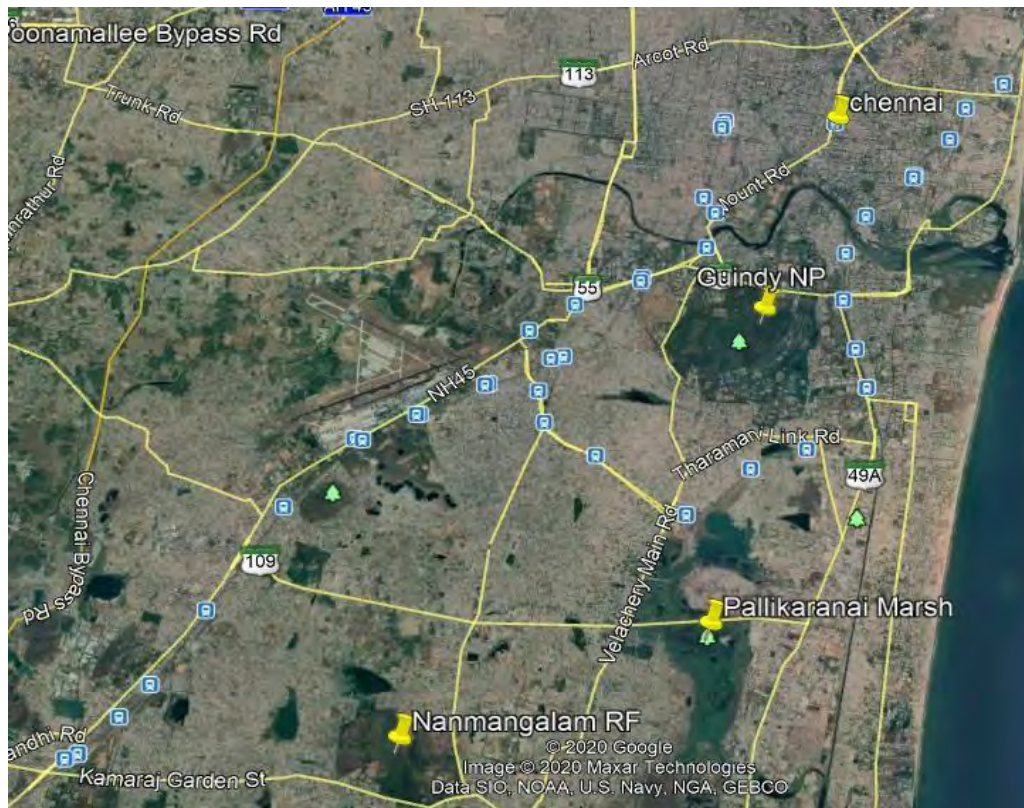 Poonamallee Bypass Rd
Trunk Rd
SH 113
113
Arcot Rd
chennai
Mount Rd
Guindy NP
55
NH45
Tharamani Link Rd
49A
Chennai Bypass Rd
109
Velachery Main Rd
Pallikaranai Marsh
Nanmangalam RF
© 2020 Google
Image © 2020 Maxar Technologies
Data SIO, NOAA, U.S. Navy, NGA, GEBCO
Kamaraj Garden St